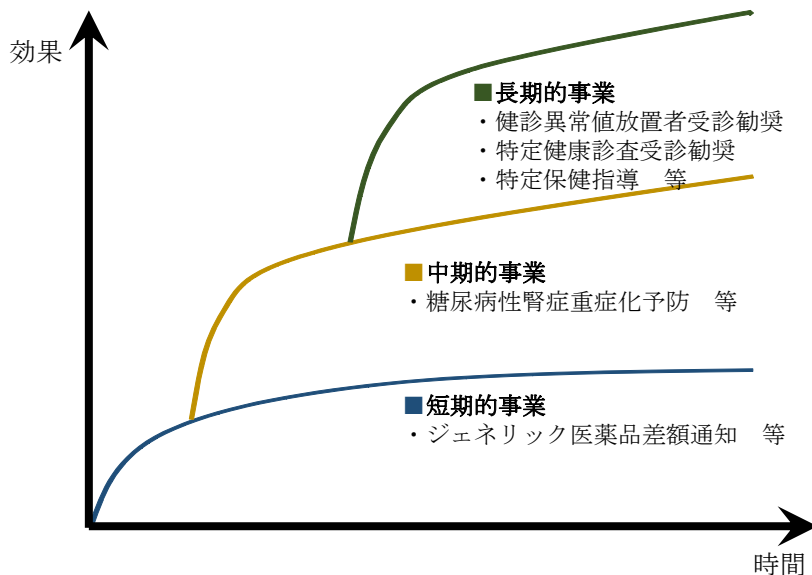 効果
■長期的事業
・健診異常値放置者受診勧奨
・特定健康診査受診勧奨
・特定保健指導　等
■中期的事業
・糖尿病性腎症重症化予防　等
■短期的事業
・ジェネリック医薬品差額通知　等
時間